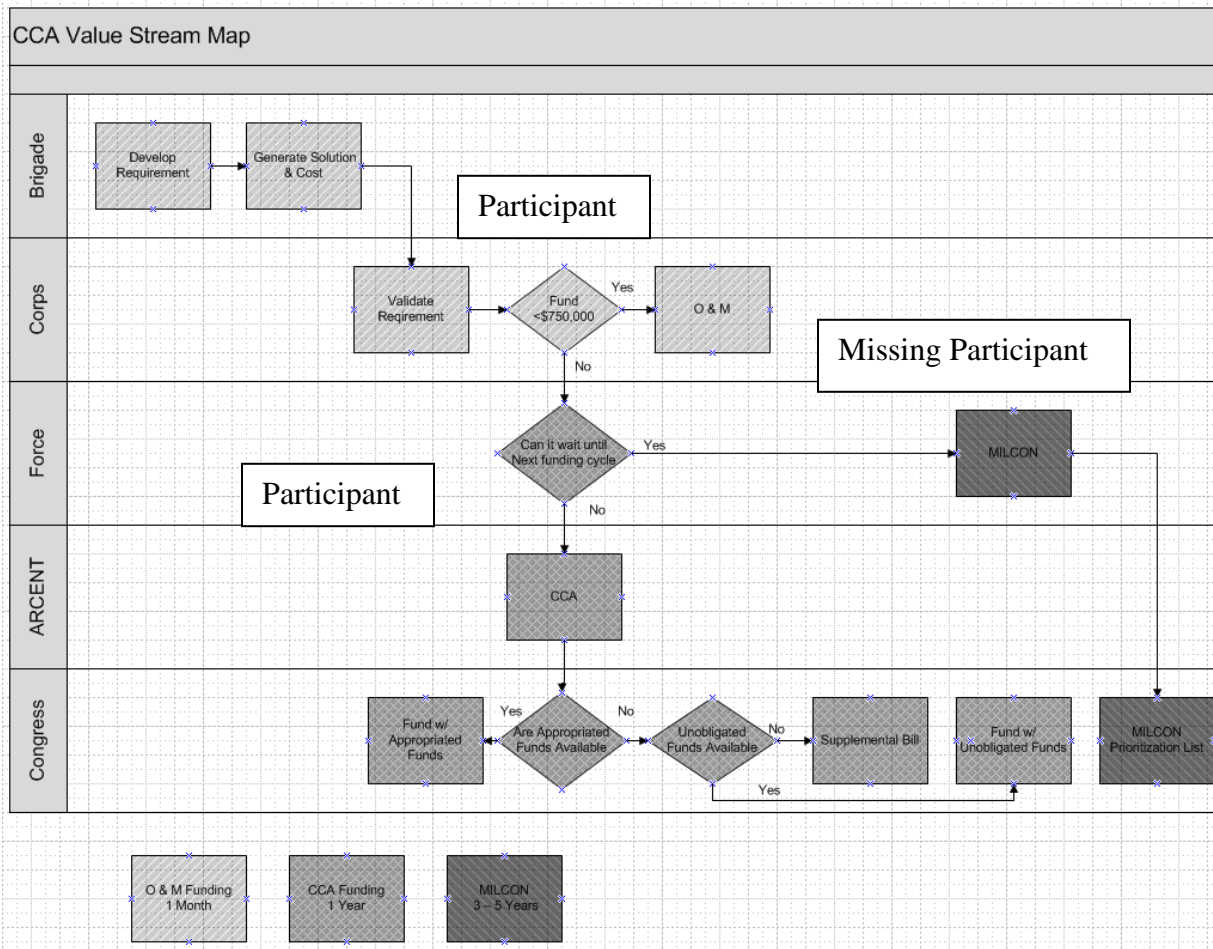 CCA Value Stream Map
Brigade
Develop
Requirement
Generate Solution
& Cost
Participant
Corps
Validate
Reqirement
Fund
<$750,000
Yes
O & M
No
Missing Participant
Force
Can it wait until
Next funding cycle
Yes
MILCON
Participant
No
ARCENT
CCA
Congress
Fund w/
Appropriated
Funds
Yes
Are Appropriated
Funds Available
No
Unobligated
Funds Available
No
Supplemental Bill
Fund w/
Unobligated Funds
MILCON
Prioritization List
Yes
O & M Funding
1 Month
CCA Funding
1 Year
MILCON
3 – 5 Years